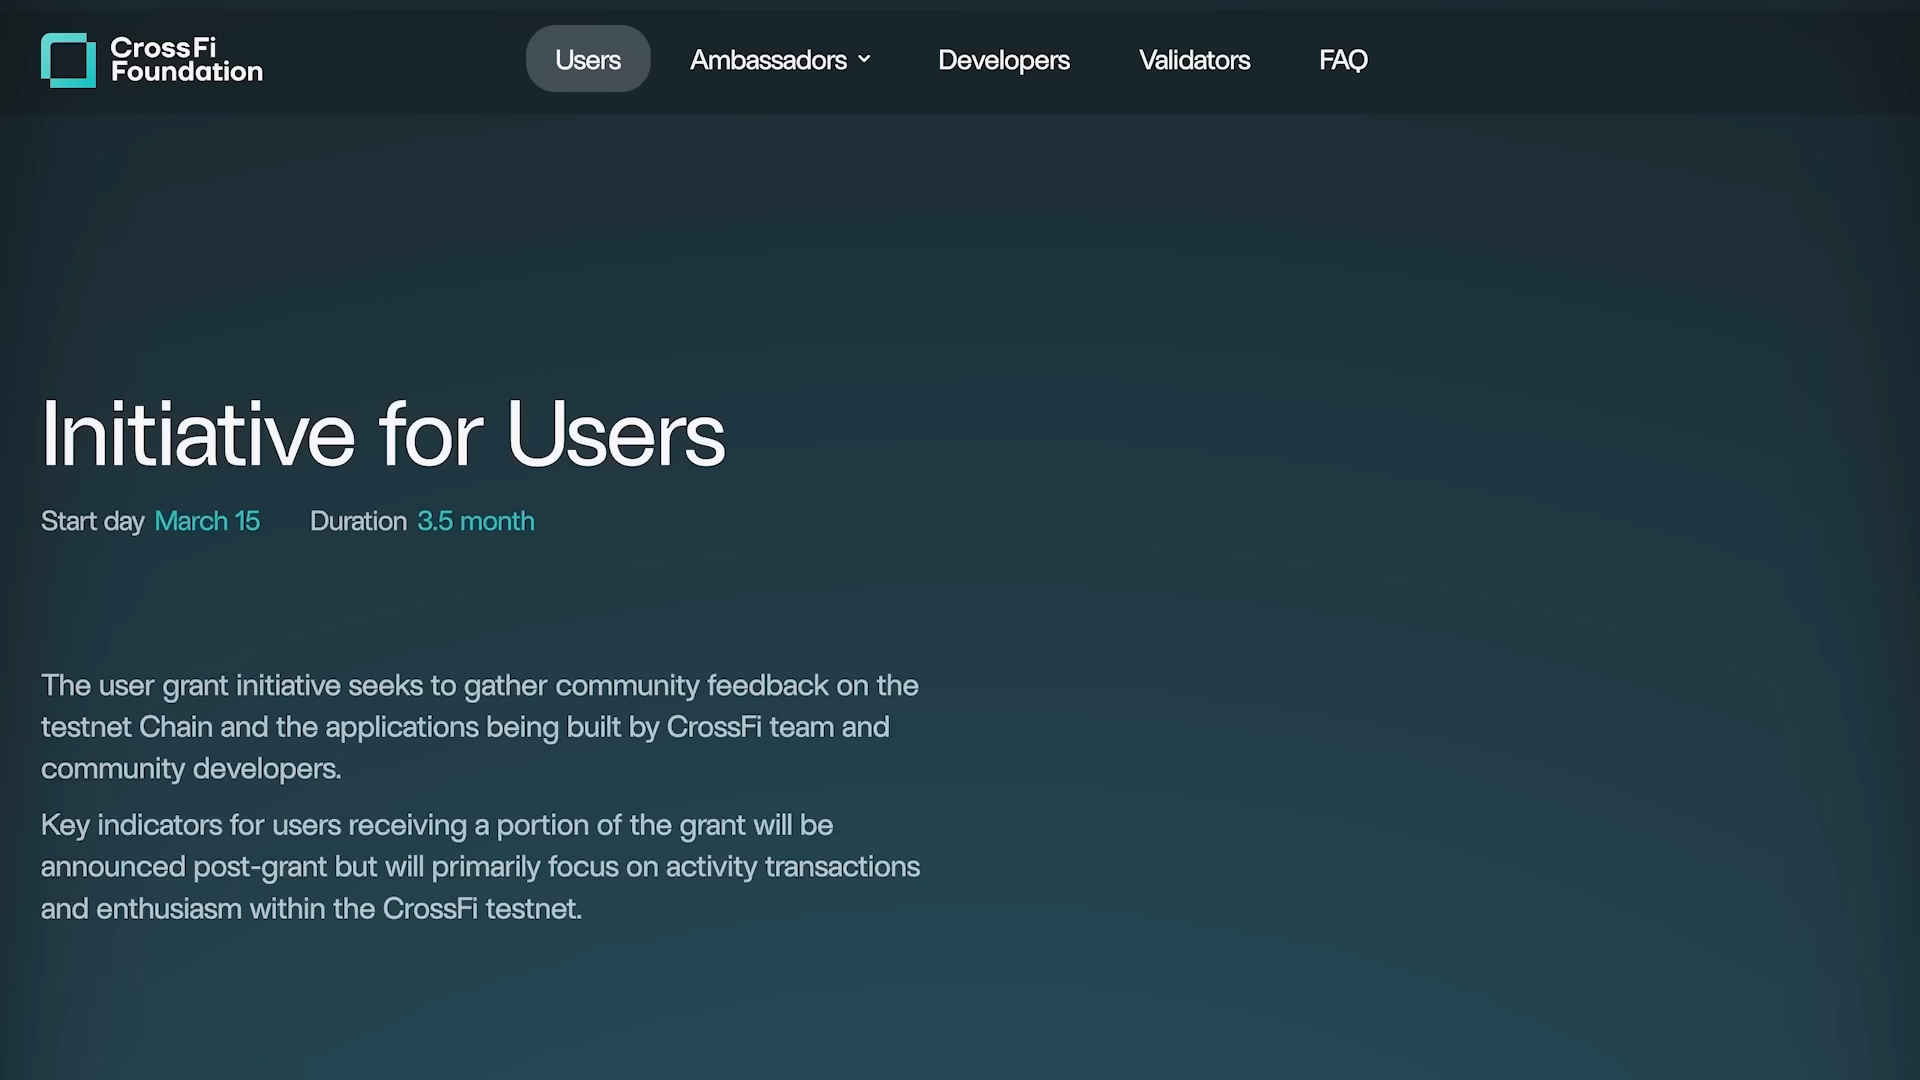 CrossFi
Foundation
Users
Ambassadors
Developers
Validators
FAQ
Initiative for Users
Start day March 15
Duration 3.5 month
The user grant initiative seeks to gather community feedback on the
testnet Chain and the applications being built by CrossFi team and
community developers.
Key indicators for users receiving a portion of the grant will be
announced post-grant but will primarily focus on activity transactions
and enthusiasm within the CrossFi testnet.